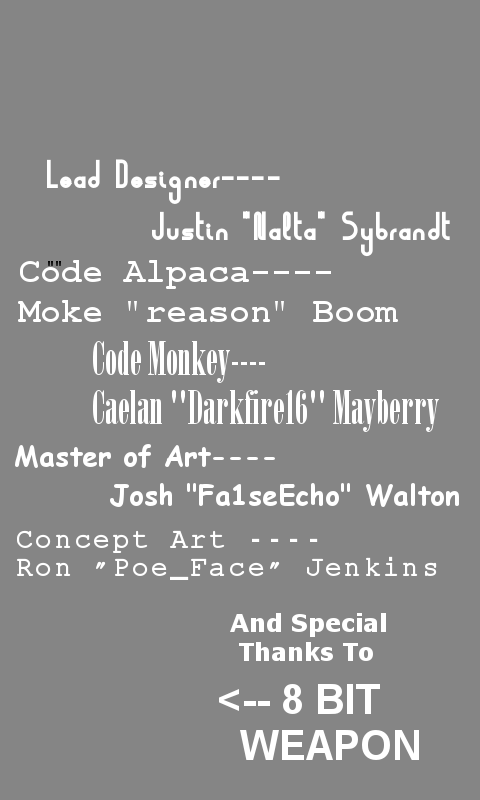 Lead Designer----
Justin "Nalta" Sybrandt
Code Alpaca----
Moke "reason" Boom
Code Monkey----
Caelan "Darkfire16" Mayberry
Master of Art----
Josh "Fa1seEcho" Walton
Concept Art ----
Ron "Poe_Face" Jenkins
And Special
Thanks To
<-- 8 BIT
WEAPON